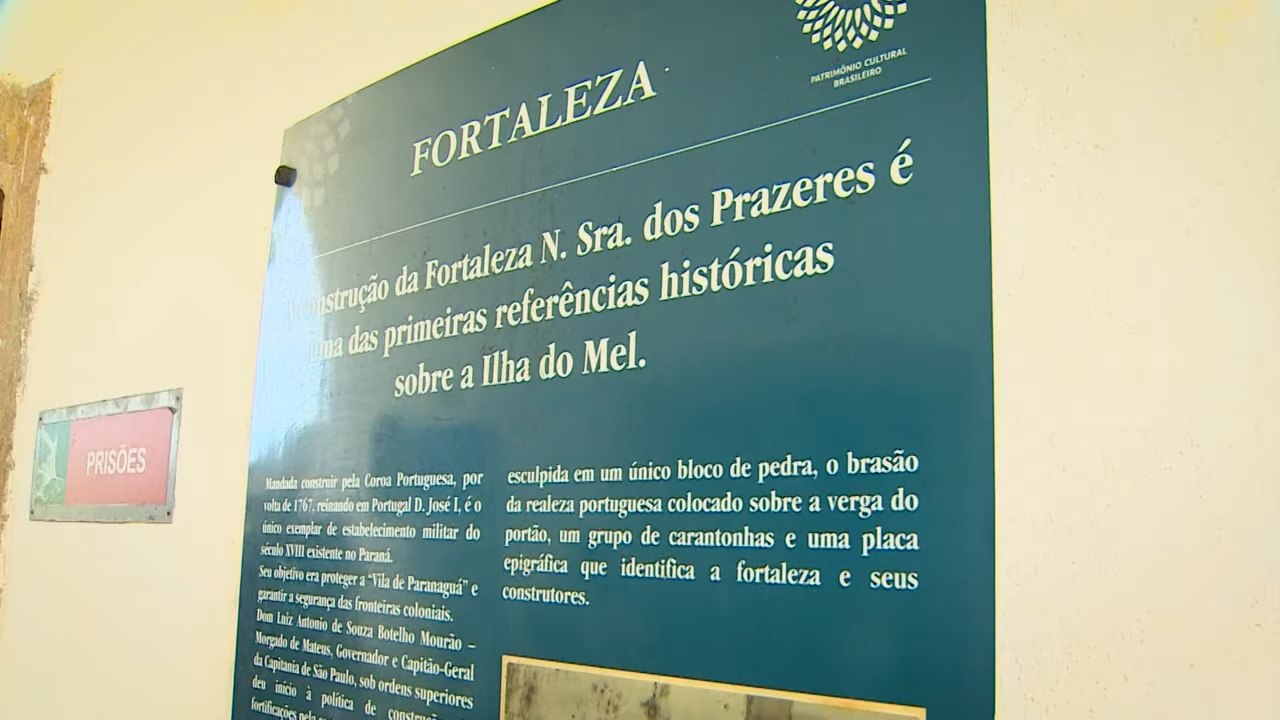 PATRIMÔNIO CULTURAL
BRASILEIRO
FORTALEZA
construção da Fortaleza N. Sra. dos Prazeres é
uma das primeiras referências históricas
sobre a Ilha do Mel.
PRISÕES
Mandada construir pela Coroa Portuguesa, por
volta de 1767, reinando em Portugal D. José I, é o
único exemplar de estabelecimento militar do
século XVIII existente no Paraná.
Seu objetivo era proteger a “Vila de Paranaguá” e
garantir a segurança das fronteiras coloniais.
Dom Luiz Antonio de Souza Botelho Mourão –
Morgado de Mateus, Governador e Capitão-Geral
da Capitania de São Paulo, sob ordens superiores
deu início à política de
fortificações
esculpida em um único bloco de pedra, o brasão
da realeza portuguesa colocado sobre a verga do
portão, um grupo de carantonhas e uma placa
epigráfica que identifica a fortaleza e seus
construtores.